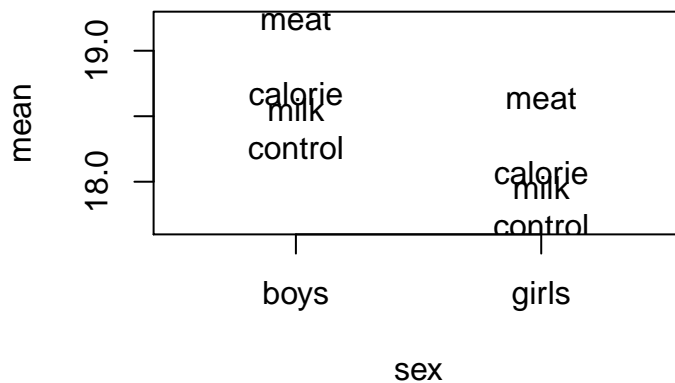 mean
19.0
18.0
meat
calorie
milk
control
meat
calorie
milk
control
boys
girls
sex